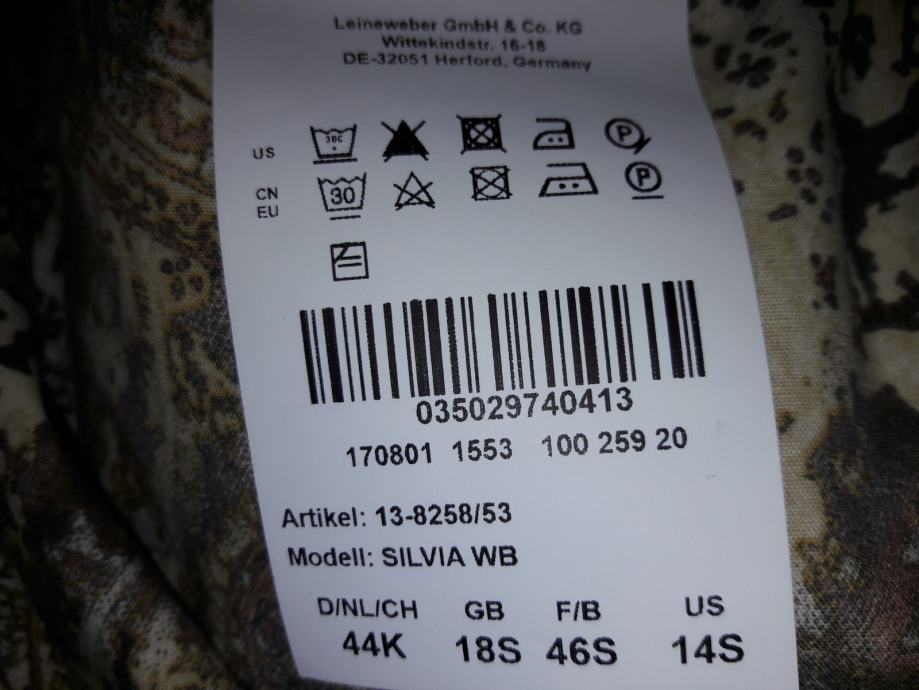 Leineweber GmbH & Co. KG
Wittekindstr. 16-18
DE-32051 Herford, Germany
US 30C P
CN
EU 30 P
035029740413
170801 1553 100 259 20
Artikel: 13-8258/53
Modell: SILVIA WB
D/NL/CH GB F/B US
44K 18S 46S 14S